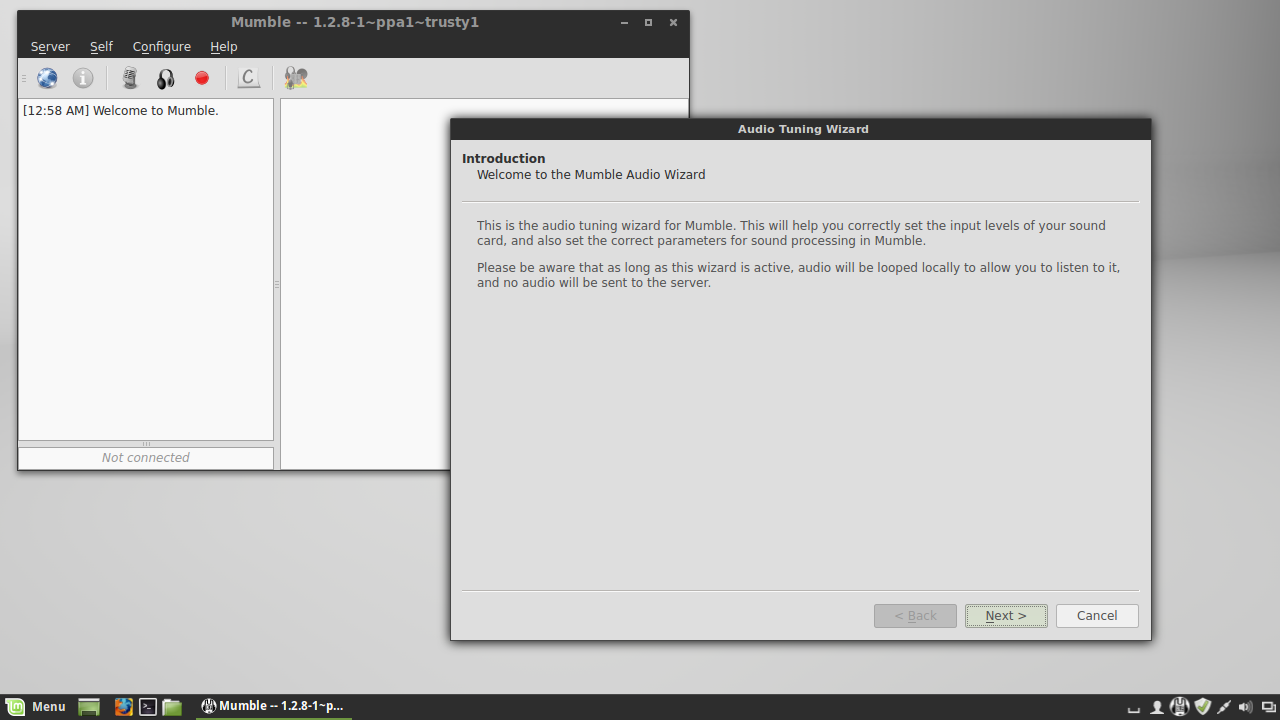 Mumble -- 1.2.8-1~ppa1~trusty1
Server Self Configure Help
C
[12:58 AM] Welcome to Mumble.
Not connected
Audio Tuning Wizard
Introduction
Welcome to the Mumble Audio Wizard
This is the audio tuning wizard for Mumble. This will help you correctly set the input levels of your sound
card, and also set the correct parameters for sound processing in Mumble.
Please be aware that as long as this wizard is active, audio will be looped locally to allow you to listen to it,
and no audio will be sent to the server.
< Back Next > Cancel
Menu Mumble -- 1.2.8-1~p...